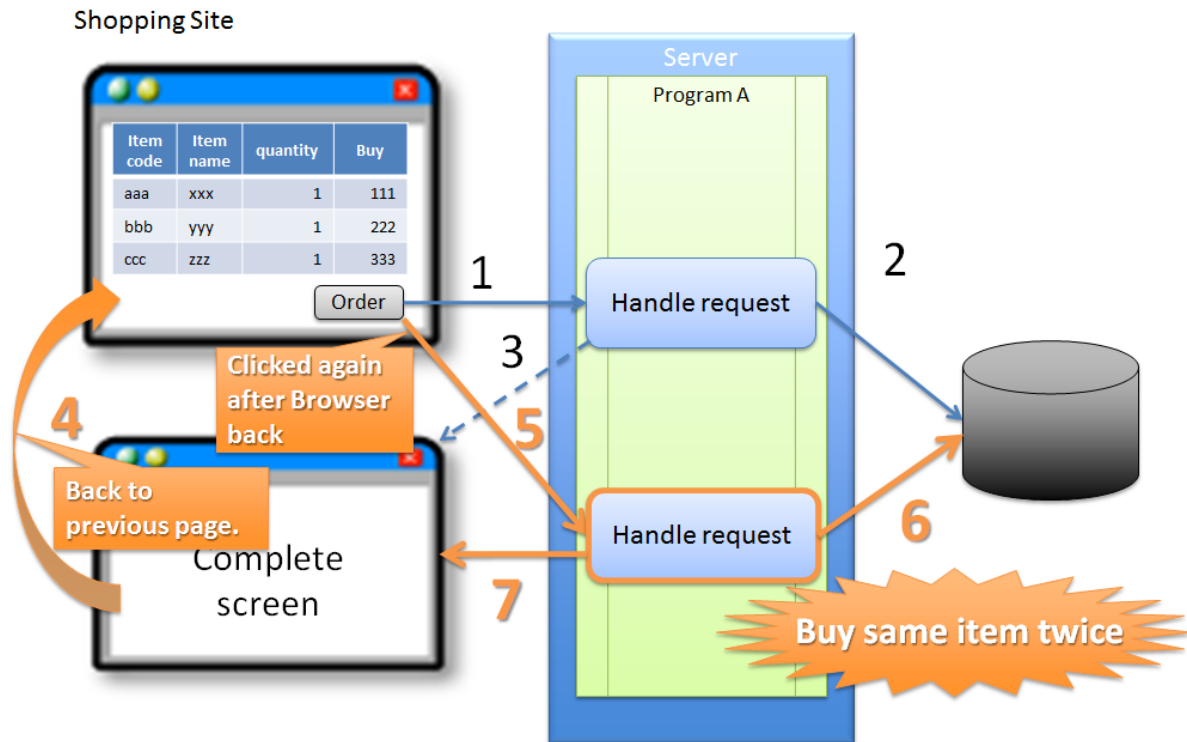 Shopping Site
Server
Program A
Item code
Item name
quantity
Buy
aaa xxx 1 111
bbb yyy 1 222
ccc zzz 1 333
Order
1
Handle request
2
3
Clicked again
after Browser
back
4
5
Back to
previous page.
Complete
screen
Handle request
6
7
Buy same item twice